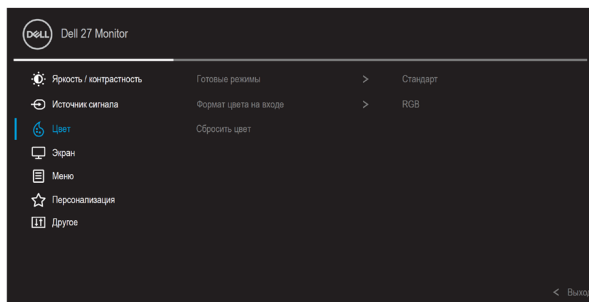 DELL Dell 27 Monitor
Яркость / контрастность Готовые режимы > Стандарт
Источник сигнала Формат цвета на входе > RGB
Цвет Сбросить цвет
Экран
Меню
Персонализация
Другое
< Выход